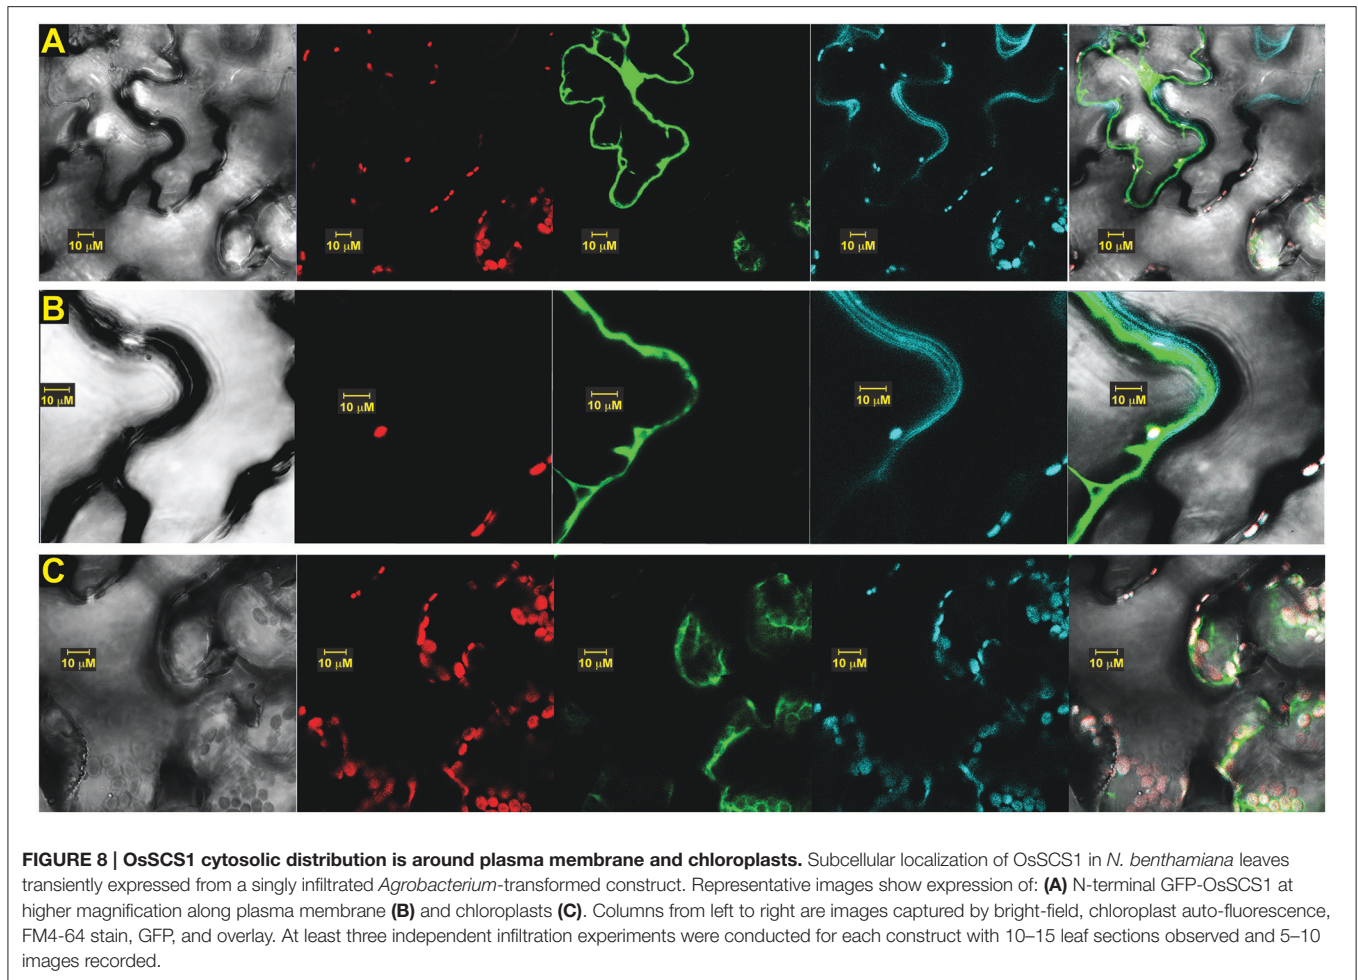 A
10 μM
10 μM
10 μM
10 μM
10 μM
B
10 μM
10 μM
10 μM
10 μM
10 μM
C
10 μM
10 μM
10 μM
10 μM
10 μM
FIGURE 8 | OsSCS1 cytosolic distribution is around plasma membrane and chloroplasts. Subcellular localization of OsSCS1 in N. benthamiana leaves
transiently expressed from a singly infiltrated Agrobacterium-transformed construct. Representative images show expression of: (A) N-terminal GFP-OsSCS1 at
higher magnification along plasma membrane (B) and chloroplasts (C). Columns from left to right are images captured by bright-field, chloroplast auto-fluorescence,
FM4-64 stain, GFP, and overlay. At least three independent infiltration experiments were conducted for each construct with 10–15 leaf sections observed and 5–10
images recorded.